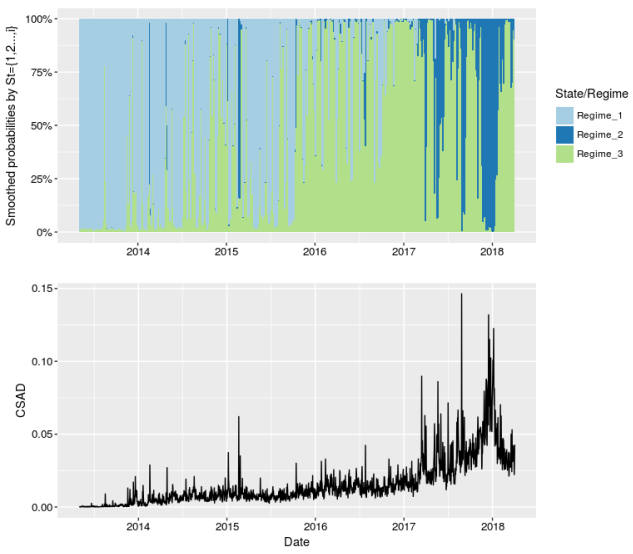 Smoothed probabilities by St={1,2...,i}
100%
75%
50%
25%
0%
2014 2015 2016 2017 2018
State/Regime
Regime_1
Regime_2
Regime_3
CSAD
0.15
0.10
0.05
0.00
2014 2015 2016 2017 2018
Date